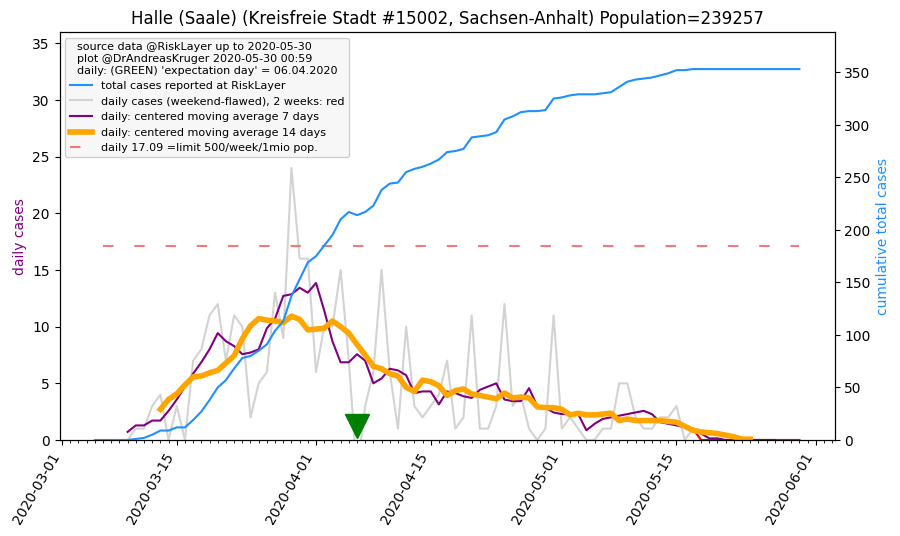 Halle (Saale) (Kreisfreie Stadt #15002, Sachsen-Anhalt) Population=239257
source data @RiskLayer up to 2020-05-30
plot @DrAndreasKruger 2020-05-30 00:59
daily: (GREEN) 'expectation day' = 06.04.2020
total cases reported at RiskLayer
daily cases (weekend-flawed), 2 weeks: red
daily: centered moving average 7 days
daily: centered moving average 14 days
daily 17.09 =limit 500/week/1mio pop.
daily cases
35
30
25
20
15
10
5
0
cumulative total cases
350
300
250
200
150
100
50
0
2020-03-01
2020-03-15
2020-04-01
2020-04-15
2020-05-01
2020-05-15
2020-06-01